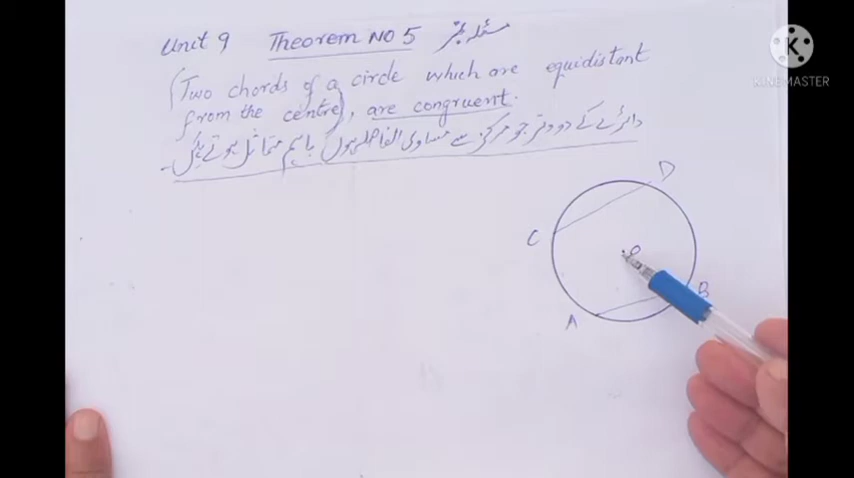 Unit 9 Theorem NO 5 مسئلہ نمبر
(Two chords of a circle which are equidistant
from the centre), are congruent.
دائرے کے دو وتر جو مرکز سے مساوی الفاصلہ ہوں باہم متماثل ہوتے ہیں۔
D
C
O
B
A
K
KINEMASTER